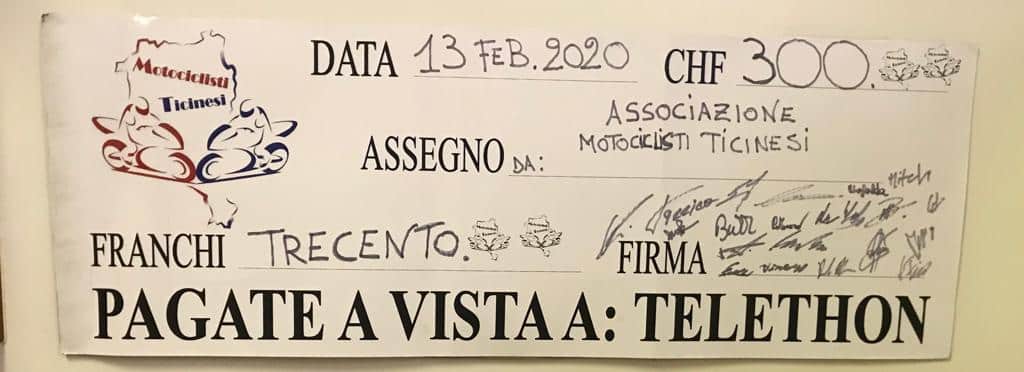 Motociclisti
Ticinesi
DATA 13 FEB. 2020
CHF 300.
ASSEGNO DA: ASSOCIAZIONE
MOTOCICLISTI TICINESI
FRANCHI TRECENTO.
FIRMA
PAGATE A VISTA A: TELETHON